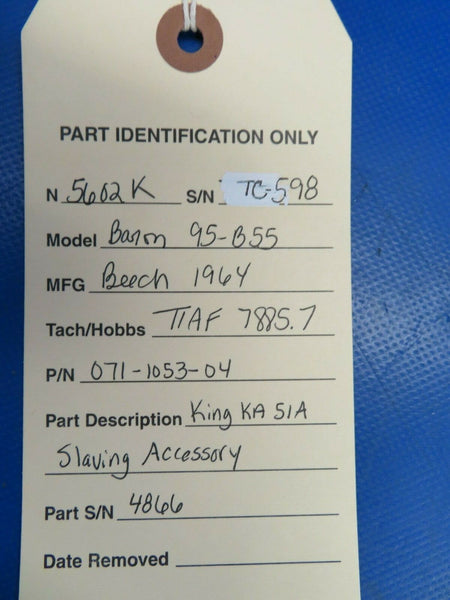 PART IDENTIFICATION ONLY
N 5602K S/N TC-598
Model Baron 95-B55
MFG Beech 1964
Tach/Hobbs TTAF 7885.7
P/N 071-1053-04
Part Description King KA 51A
Slaving Accessory
Part S/N 4866
Date Removed